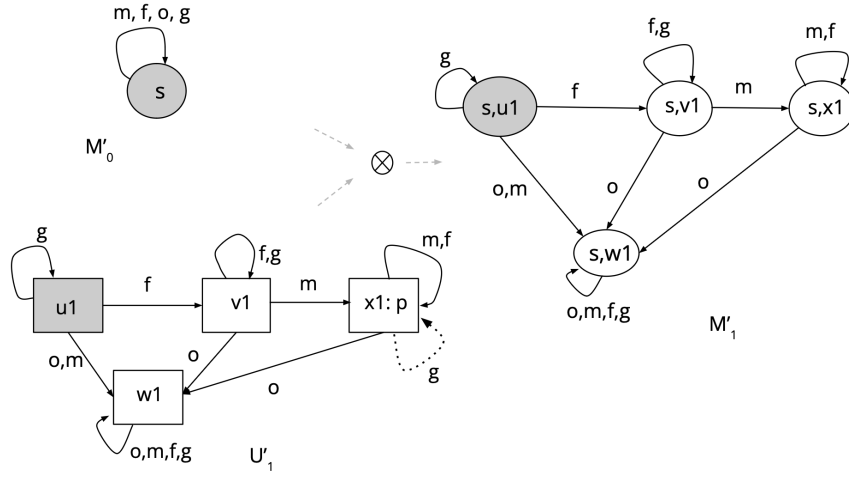 m, f, o, g
s
M'0
⊗
g
u1
f
v1
f,g
m
x1: p
m,f
g
o,m
o
o
w1
o,m,f,g
U'1
g
s,u1
f
f,g
s,v1
m
m,f
s,x1
o,m
o
o
s,w1
o,m,f,g
M'1